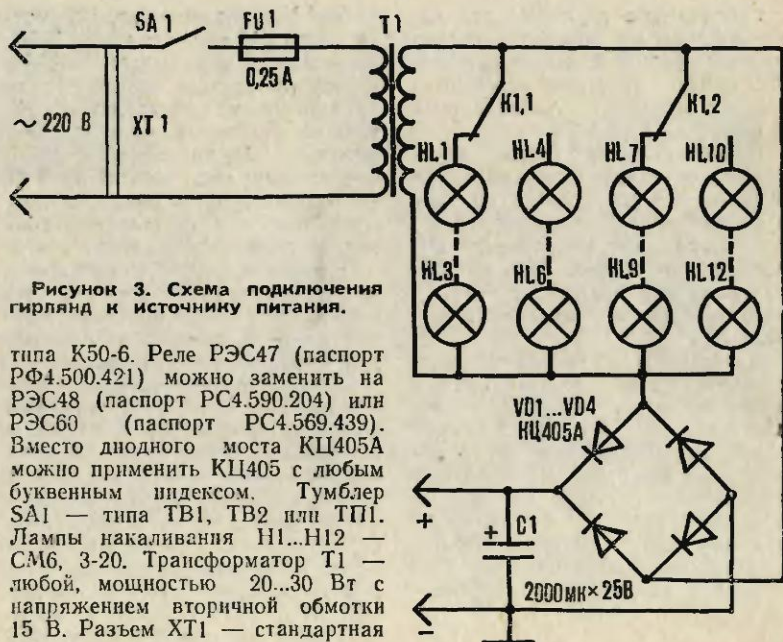 SA 1
FU 1
T1
0,25 А
~ 220 В
XT 1
К1,1
К1,2
HL1
HL4
HL7
HL10
HL3
HL6
HL9
HL12
Рисунок 3. Схема подключения
гирлянд к источнику питания.
типа К50-6. Реле РЭС47 (паспорт
РФ4.500.421) можно заменить на
РЭС48 (паспорт РС4.590.204) или
РЭС60 (паспорт РС4.569.439).
Вместо диодного моста КЦ405А
можно применить КЦ405 с любым
буквенным индексом. Тумблер
SA1 — типа ТВ1, ТВ2 или ТП1.
Лампы накаливания Н1...Н12 —
СМ6, 3-20. Трансформатор Т1 —
любой, мощностью 20...30 Вт с
напряжением вторичной обмотки
15 В. Разъем ХТ1 — стандартная
VD1...VD4
КЦ405А
+
+
C1
2000мк×25В
−